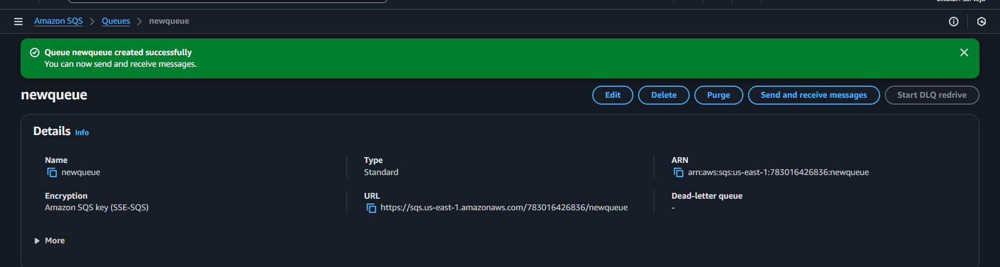 Amazon SQS > Queues > newqueue
Queue newqueue created successfully
You can now send and receive messages.
newqueue
Edit
Delete
Purge
Send and receive messages
Start DLQ redrive
Details Info
Name
newqueue
Type
Standard
ARN
arn:aws:sqs:us-east-1:783016426836:newqueue
Encryption
Amazon SQS key (SSE-SQS)
URL
https://sqs.us-east-1.amazonaws.com/783016426836/newqueue
Dead-letter queue
-
More